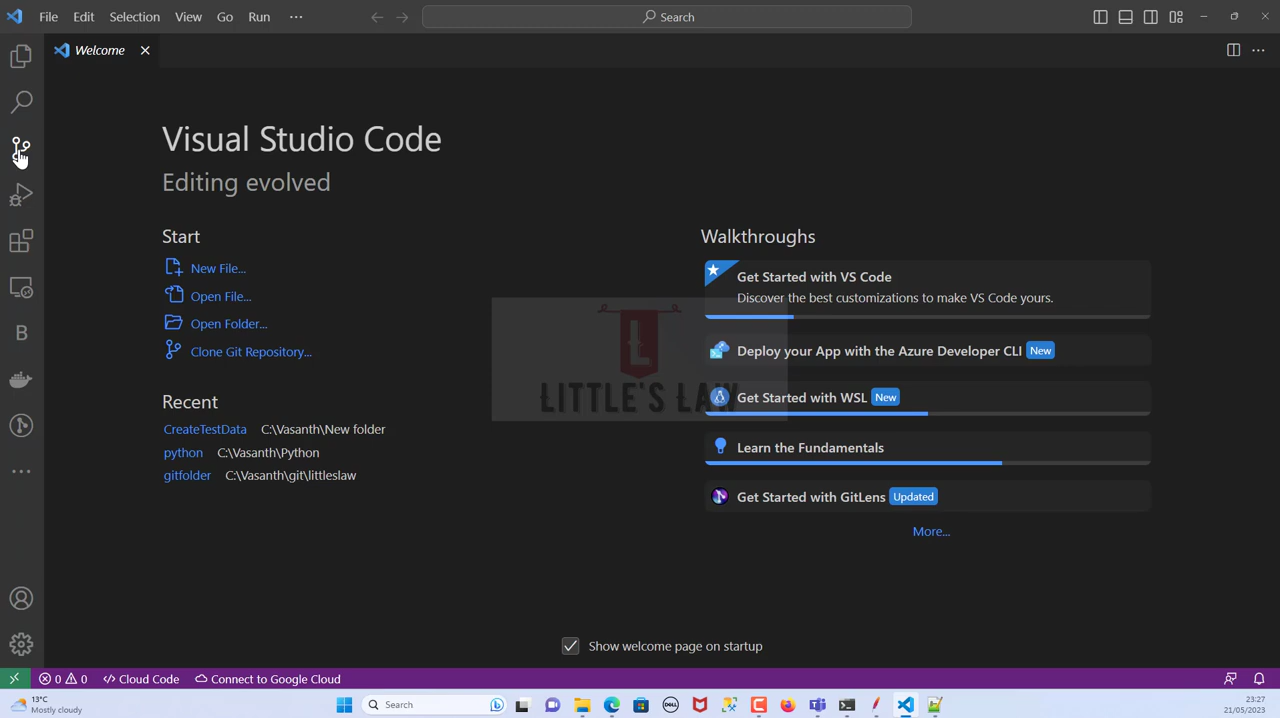 File Edit Selection View Go Run ··· Search
Welcome
Visual Studio Code
Editing evolved
Start
New File...
Open File...
Open Folder...
Clone Git Repository...
Recent
CreateTestData C:\Vasanth\New folder
python C:\Vasanth\Python
gitfolder C:\Vasanth\git\littleslaw
Walkthroughs
Get Started with VS Code
Discover the best customizations to make VS Code yours.
Deploy your App with the Azure Developer CLI New
Get Started with WSL New
Learn the Fundamentals
Get Started with GitLens Updated
More...
L
LITTLE'S LAW
B
Show welcome page on startup
0 0 Cloud Code Connect to Google Cloud
13°C
Mostly cloudy
Search
DELL
23:27
21/05/2023